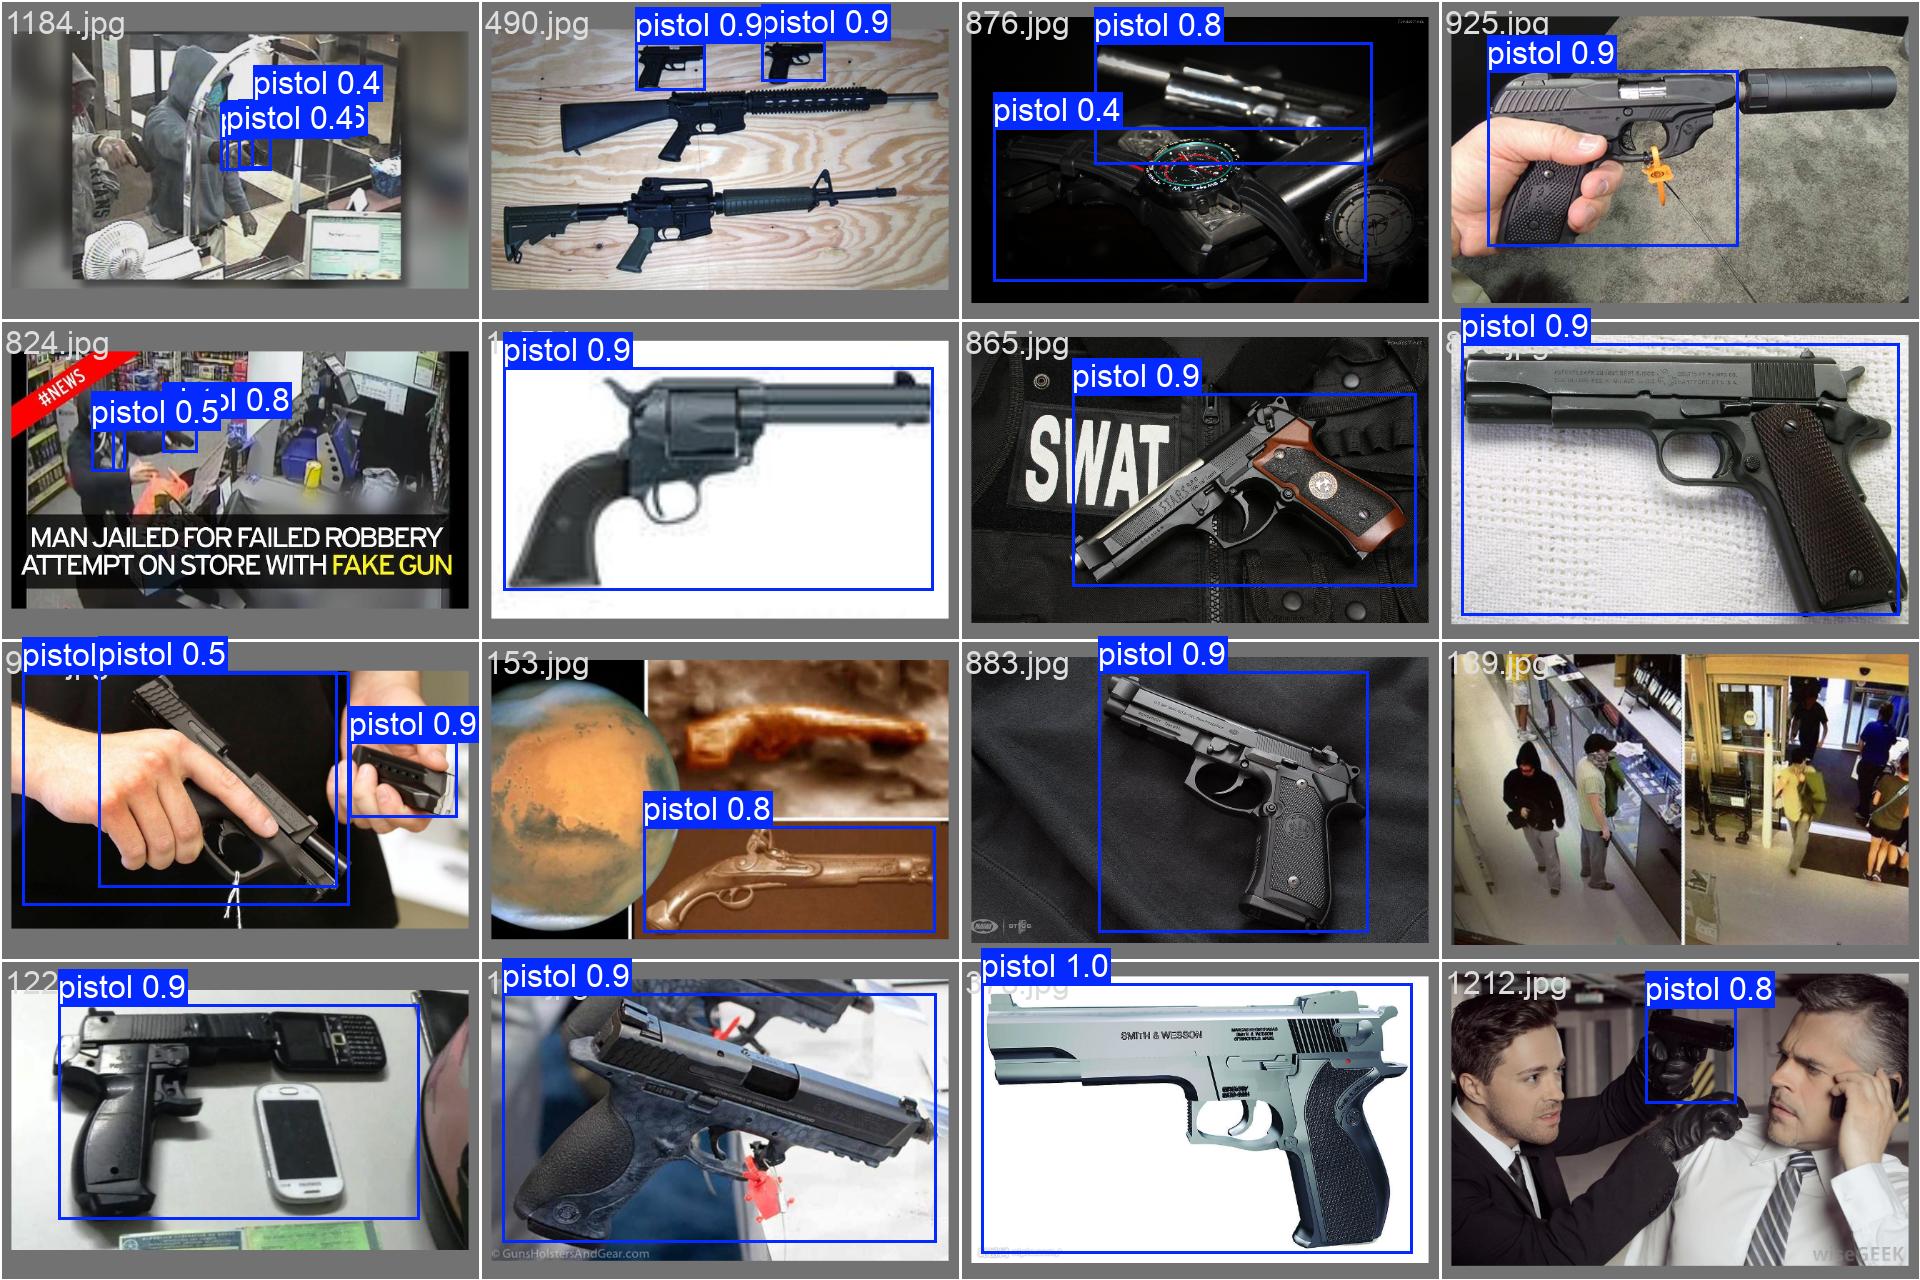 1184.jpg
pistol 0.4
pistol 0.4
490.jpg
pistol 0.9
pistol 0.9
876.jpg
pistol 0.8
pistol 0.4
925.jpg
pistol 0.9
824.jpg
#NEWS
pistol 0.5
0.8
MAN JAILED FOR FAILED ROBBERY
ATTEMPT ON STORE WITH FAKE GUN
pistol 0.9
865.jpg
pistol 0.9
SWAT
S.T.A.R.S
pistol 0.9
pistol
pistol 0.5
pistol 0.9
153.jpg
pistol 0.8
883.jpg
pistol 0.9
139.jpg
122
pistol 0.9
pistol 0.9
© GunsHolstersAndGear.com
pistol 1.0
SMITH & WESSON
1212.jpg
pistol 0.8
wiseGEEK